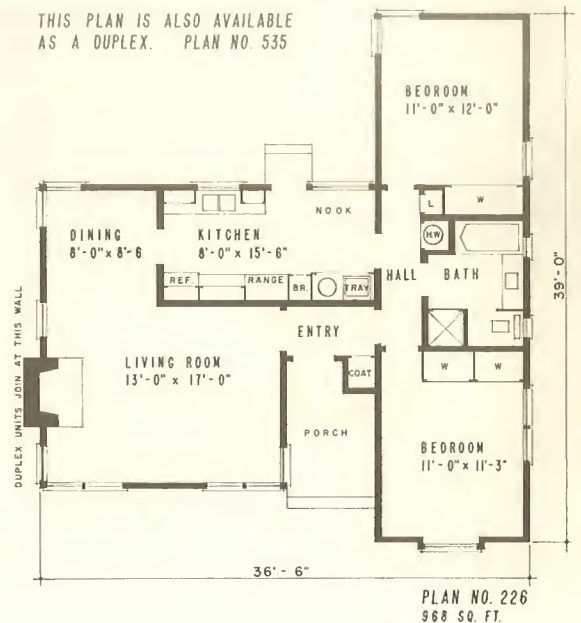 THIS PLAN IS ALSO AVAILABLE
AS A DUPLEX. PLAN NO. 535
BEDROOM
11'-0" x 12'-0"
L
W
NOOK
DINING
8'-0" x 8'-6
KITCHEN
8'-0" x 15'-6"
H.W
HALL
BATH
REF.
RANGE
BR.
TRAY
39'-0"
DUPLEX UNITS JOIN AT THIS WALL
ENTRY
LIVING ROOM
13'-0" x 17'-0"
COAT
W
W
PORCH
BEDROOM
11'-0" x 11'-3"
36'-6"
PLAN NO. 226
968 SQ. FT.